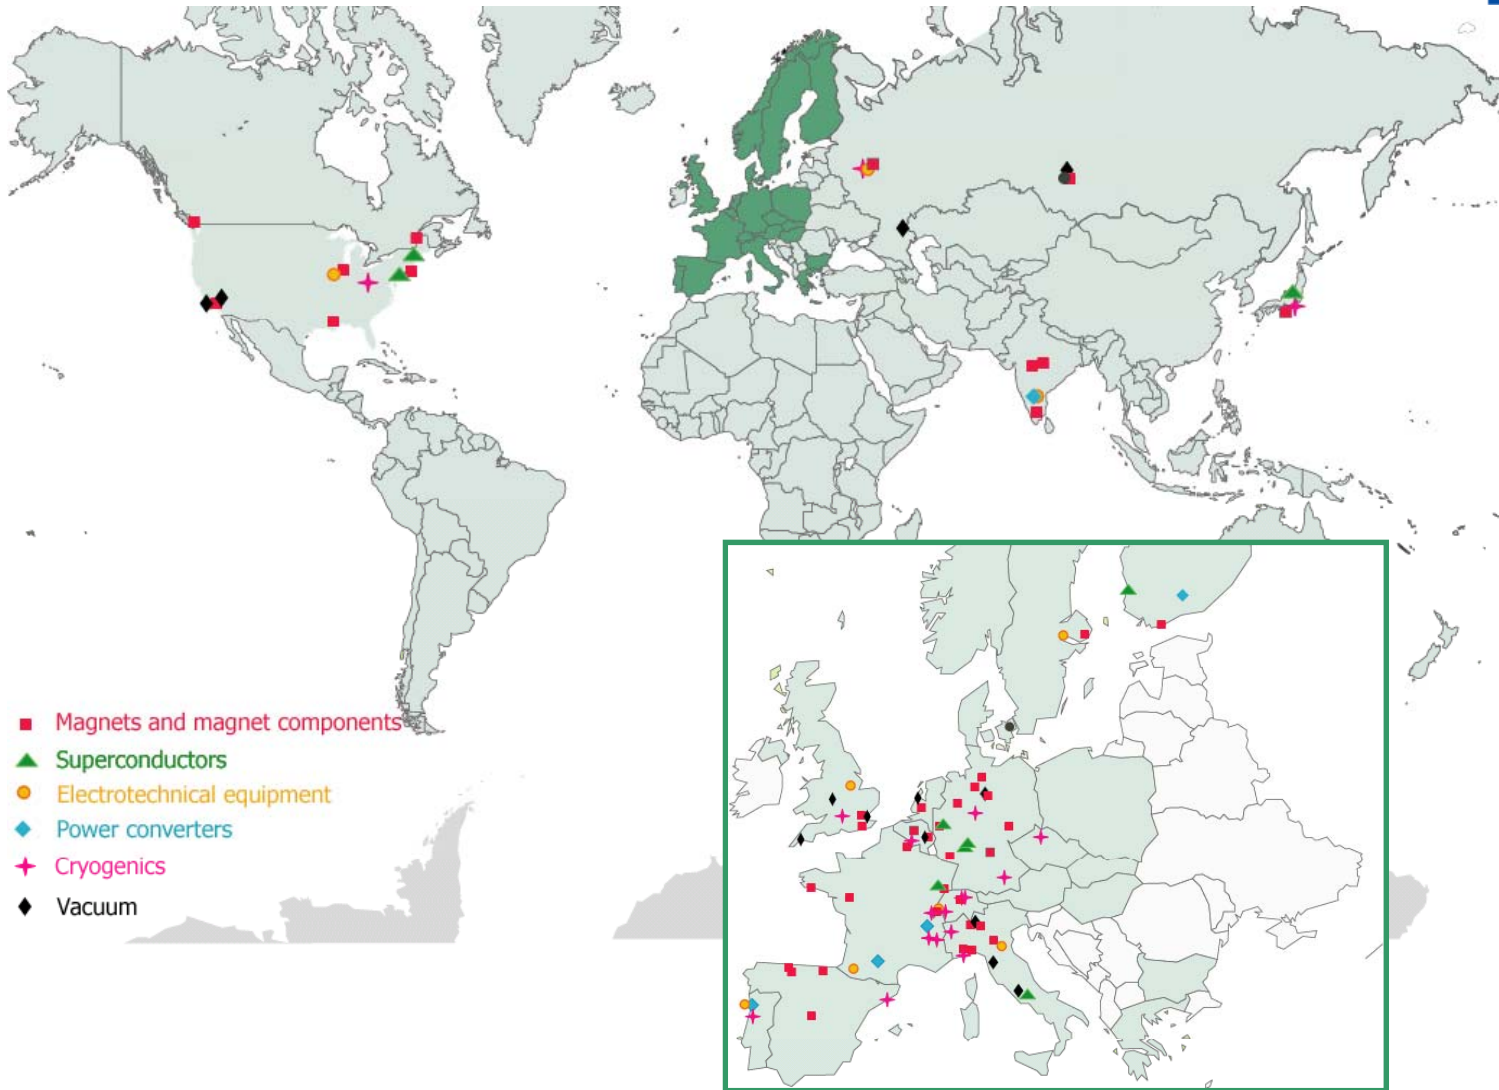 Magnets and magnet components
Superconductors
Electrotechnical equipment
Power converters
Cryogenics
Vacuum